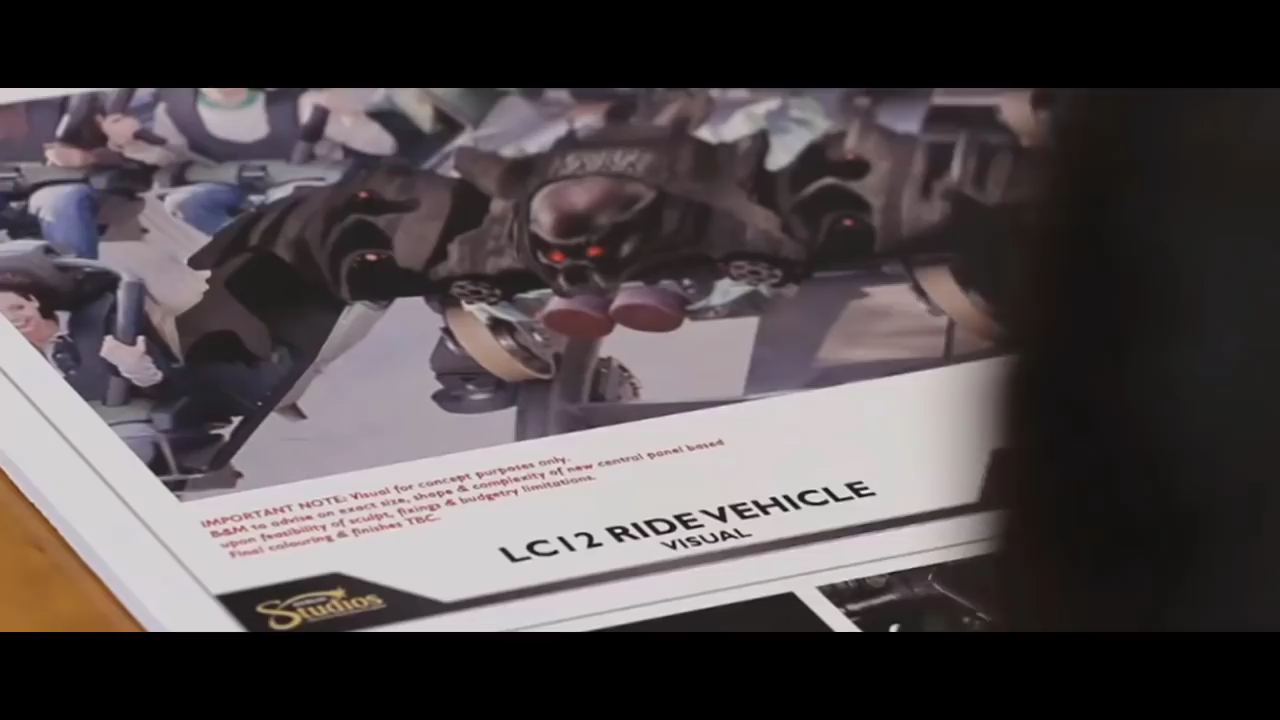 IMPORTANT NOTE: Visual for concept purposes only.
B&M to advise on exact size, shape & complexity of new central panel based
upon feasibility of sculpt, fixings & budgetry limitations.
Final colouring & finishes TBC.
LC12 RIDE VEHICLE
VISUAL
STUDIOS